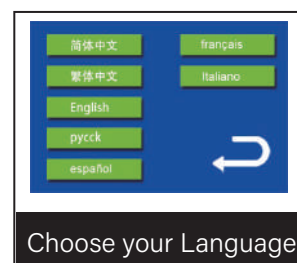 简体中文
繁体中文
English
pycck
español
français
Italiano
Choose your Language